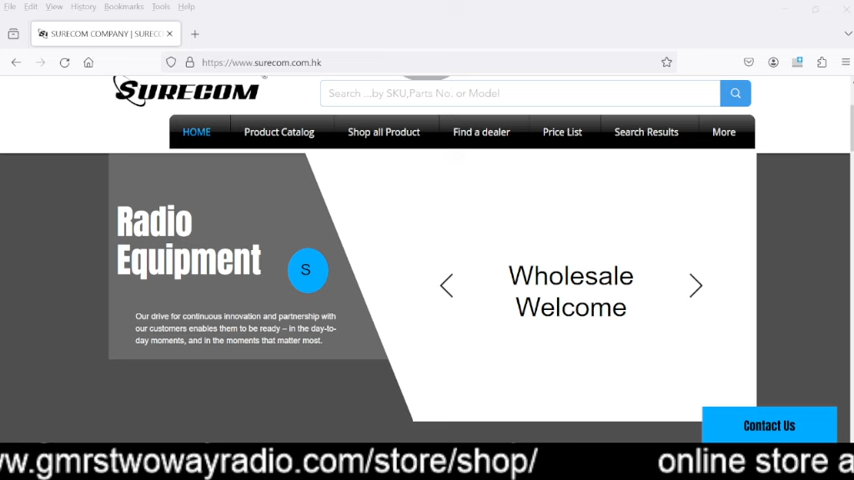 File Edit View History Bookmarks Tools Help
SURECOM COMPANY | SUREC
https://www.surecom.com.hk
SURECOM
Search ...by SKU,Parts No. or Model
HOME Product Catalog Shop all Product Find a dealer Price List Search Results More
Radio
Equipment
S
Our drive for continuous innovation and partnership with
our customers enables them to be ready – in the day-to-
day moments, and in the moments that matter most.
Wholesale
Welcome
Contact Us
ww.gmrstwowayradio.com/store/shop/ online store a